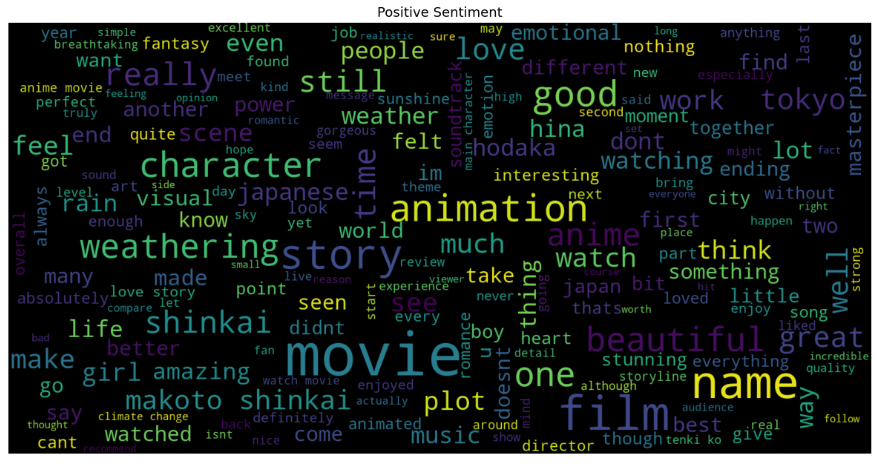 Positive Sentiment
year simple excellent job may sure nothing long anything last
breathtaking fantasy even people love emotional realistic
want found different find masterpiece
really meet kind still sunshine emotion high new especially
anime movie feeling opinion message good said work tokyo
perfect another power weather soundtrack main character second moment
truly romantic gorgeous hina together
end quite scene seem felt hodaka set dont might lot fact
feel got hope time im interesting watching ending
character theme next bring everyone
always level sound side japanese animation city without
rain art visual day look first two right
enough know sky yet world anime place happen
overall weathering story much watch part think strong
small review take japan bit something well
many made live reason experience viewer thing going course hit
absolutely love story point start never thats loved little
compare let seen see song
life shinkai every romance boy heart worth enjoy
bad better didnt movie u detail beautiful liked great
make fan stunning everything incredible
go girl amazing watch movie enjoyed doesnt one name quality
makoto shinkai actually plot storyline although way
say climate change back definitely animated mind film audience best real follow
thought watched isnt come music around show though tenki ko give
cant recommend nice director